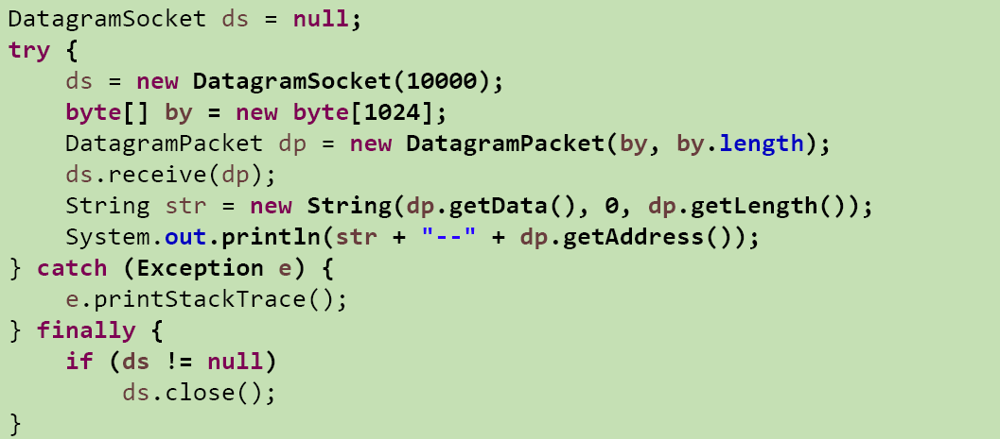 DatagramSocket ds = null;
try {
    ds = new DatagramSocket(10000);
    byte[] by = new byte[1024];
    DatagramPacket dp = new DatagramPacket(by, by.length);
    ds.receive(dp);
    String str = new String(dp.getData(), 0, dp.getLength());
    System.out.println(str + "--" + dp.getAddress());
} catch (Exception e) {
    e.printStackTrace();
} finally {
    if (ds != null)
        ds.close();
}